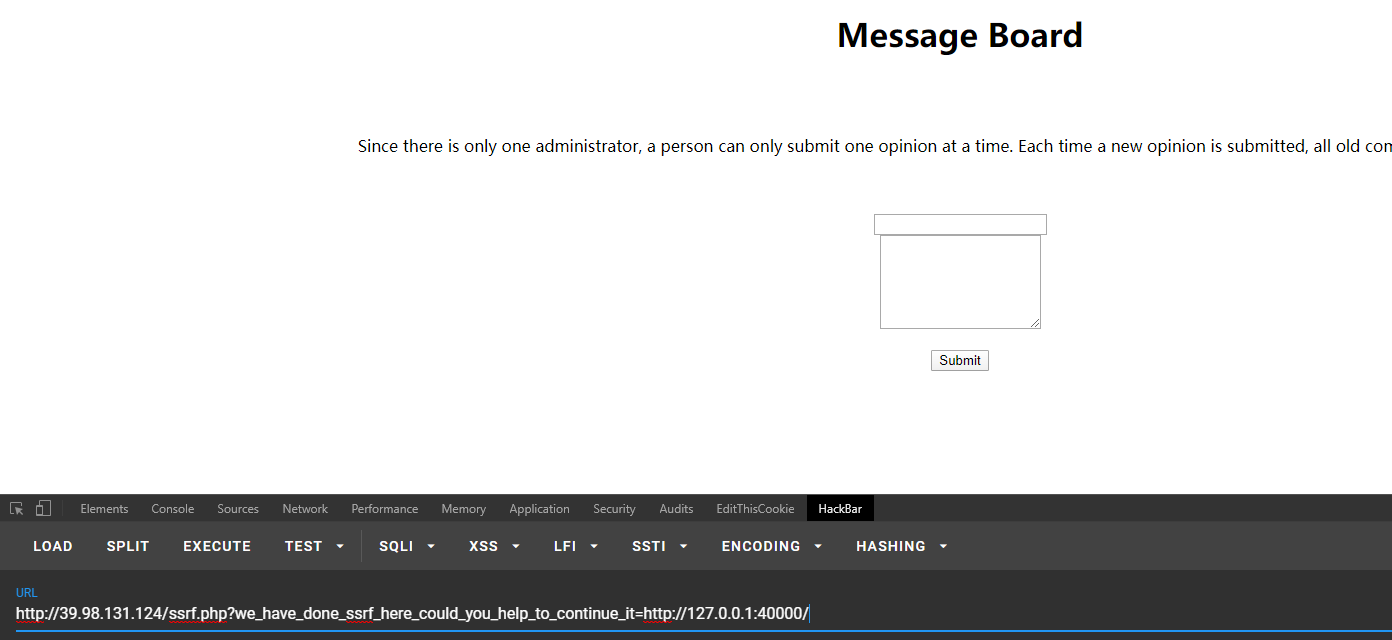 Message Board
Since there is only one administrator, a person can only submit one opinion at a time. Each time a new opinion is submitted, all old
Submit
Elements Console Sources Network Performance Memory Application Security Audits EditThisCookie HackBar
LOAD SPLIT EXECUTE TEST SQLI XSS LFI SSTI ENCODING HASHING
URL
http://39.98.131.124/ssrf.php?we_have_done_ssrf_here_could_you_help_to_continue_it=http://127.0.0.1:40000/